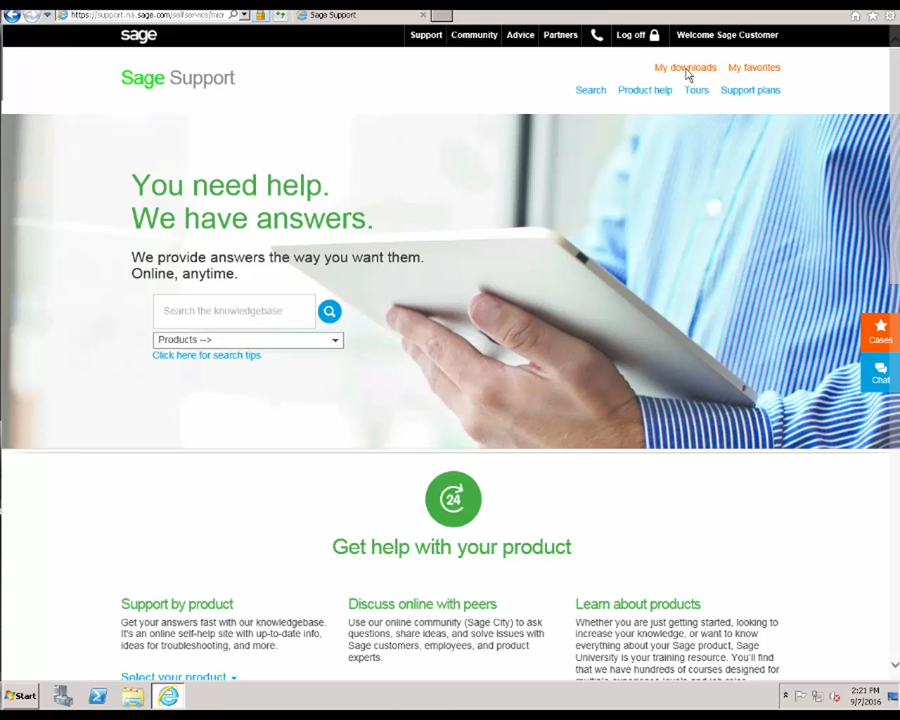 https://support.na.sage.com/selfservice/micr
Sage Support
sage
Support Community Advice Partners Log off Welcome Sage Customer
My downloads My favorites
Sage Support
Search Product help Tours Support plans
You need help.
We have answers.
We provide answers the way you want them.
Online, anytime.
Search the knowledgebase
Products -->
Click here for search tips
Cases
Chat
24
Get help with your product
Support by product
Get your answers fast with our knowledgebase.
It's an online self-help site with up-to-date info,
ideas for troubleshooting, and more.
Select your product
Discuss online with peers
Use our online community (Sage City) to ask
questions, share ideas, and solve issues with
Sage customers, employees, and product
experts.
Learn about products
Whether you are just getting started, looking to
increase your knowledge, or want to know
everything about your Sage product, Sage
University is your training resource. You'll find
that we have hundreds of courses designed for
Start
2:21 PM
9/7/2016